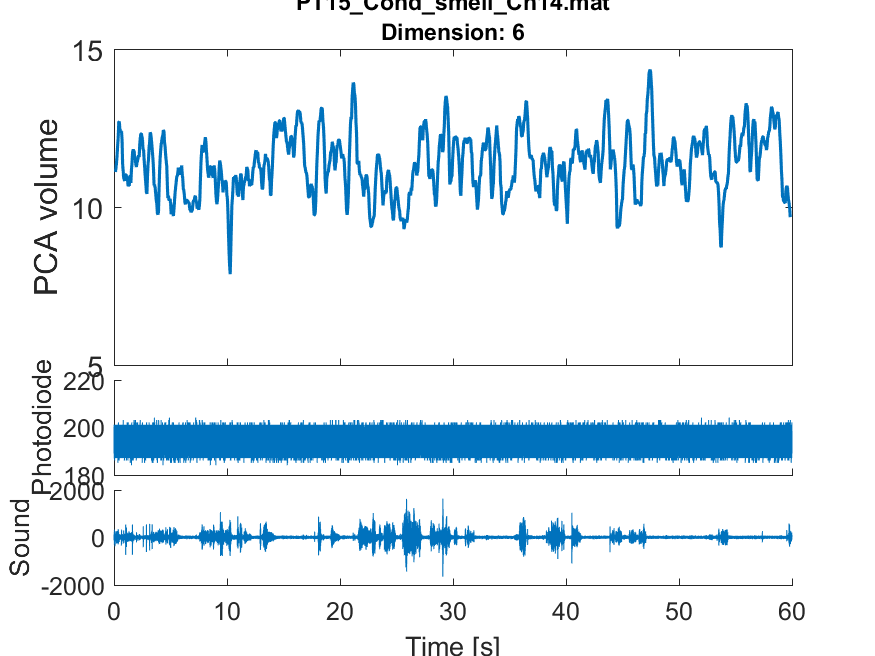 PT15_Cond_smell_Ch14.mat
Dimension: 6
15
10
5
PCA volume
220
200
180
Photodiode
2000
0
-2000
Sound
0 10 20 30 40 50 60
Time [s]